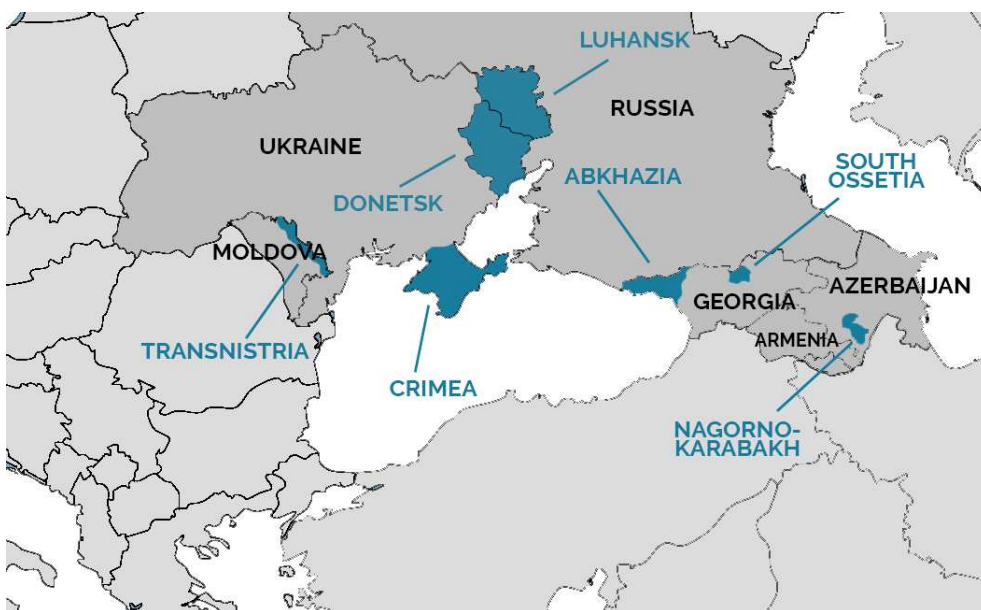 LUHANSK
RUSSIA
UKRAINE
SOUTH
OSSETIA
ABKHAZIA
DONETSK
MOLDOVA
AZERBAIJAN
GEORGIA
ARMENIA
TRANSNISTRIA
CRIMEA
NAGORNO-
KARABAKH